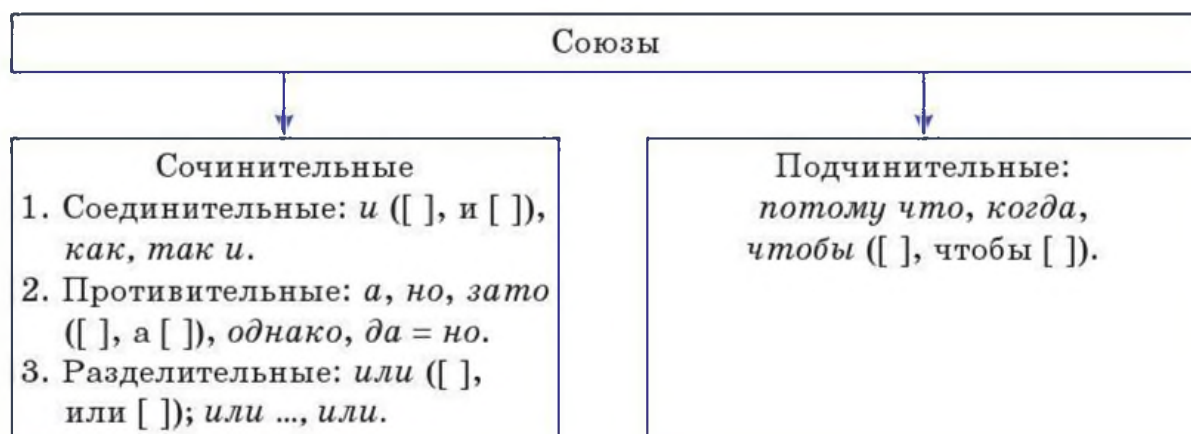 Союзы
Сочинительные
1. Соединительные: и ([ ], и [ ]),
как, так и.
2. Противительные: а, но, зато
([ ], а [ ]), однако, да = но.
3. Разделительные: или ([ ],
или [ ]); или ..., или.
Подчинительные:
потому что, когда,
чтобы ([ ], чтобы [ ]).